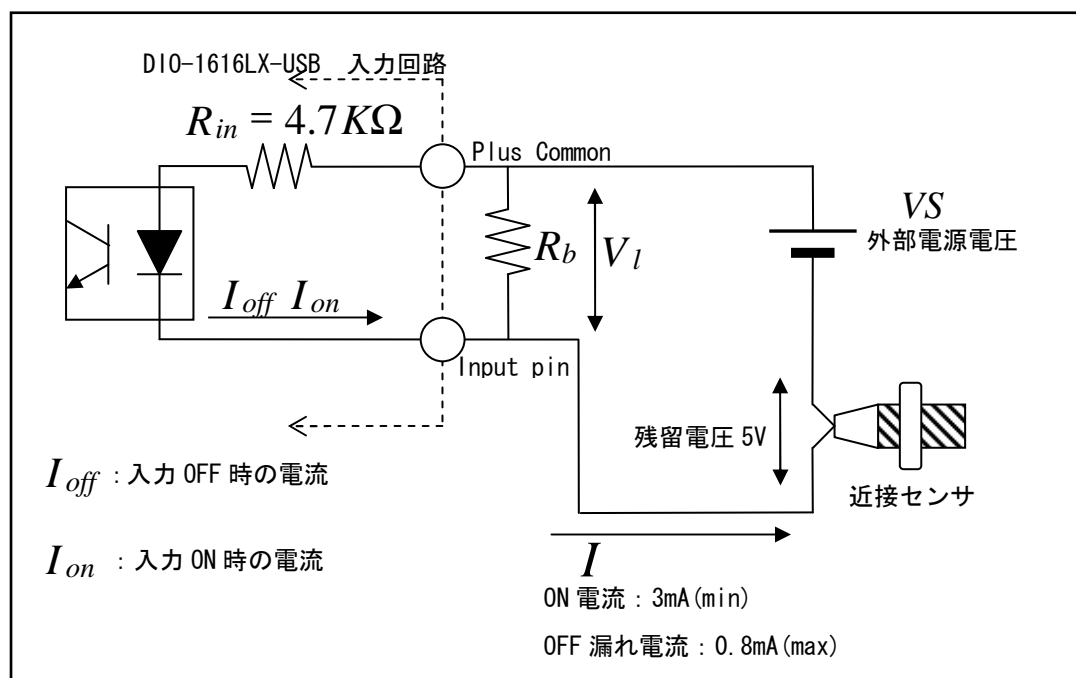 DIO-1616LX-USB 入力回路
R_in = 4.7KΩ
Plus Common
VS
外部電源電圧
R_b
V_l
I_off I_on
Input pin
残留電圧 5V
近接センサ
I_off ：入力 OFF 時の電流
I_on ：入力 ON 時の電流
I
ON 電流：3mA(min)
OFF 漏れ電流：0.8mA(max)